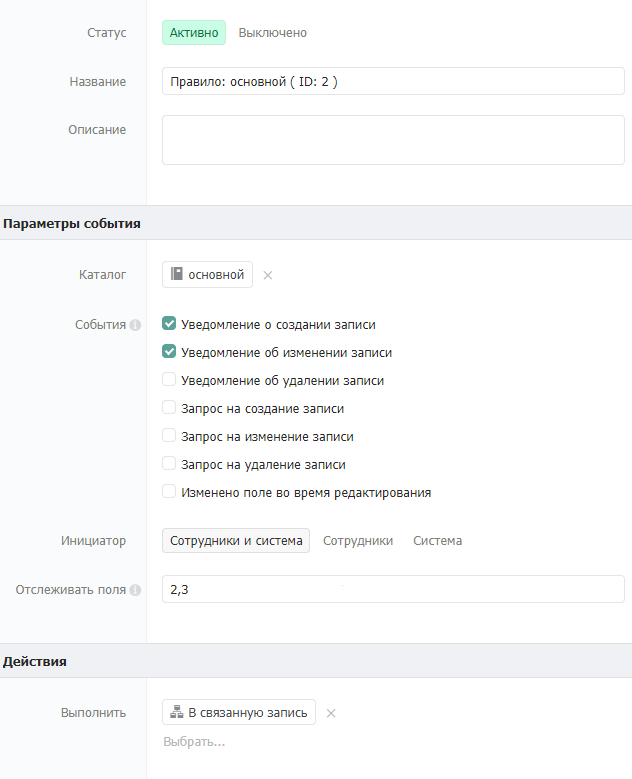 Статус Активно Выключено
Название Правило: основной ( ID: 2 )
Описание
Параметры события
Каталог основной ×
События Уведомление о создании записи
Уведомление об изменении записи
Уведомление об удалении записи
Запрос на создание записи
Запрос на изменение записи
Запрос на удаление записи
Изменено поле во время редактирования
Инициатор Сотрудники и система Сотрудники Система
Отслеживать поля 2,3
Действия
Выполнить В связанную запись ×
Выбрать...